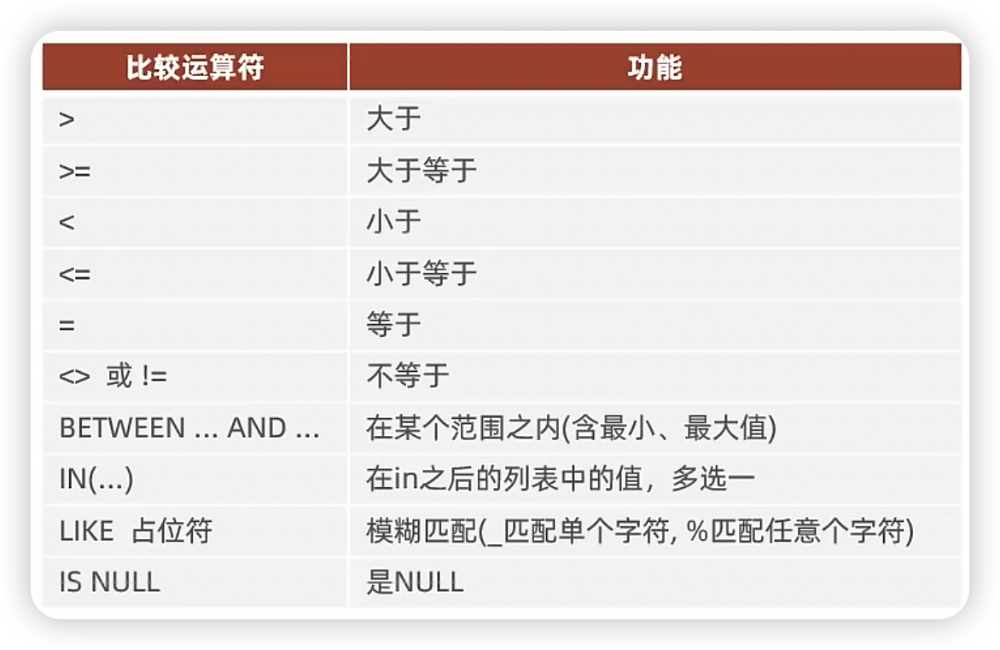 比较运算符 功能
> 大于
>= 大于等于
< 小于
<= 小于等于
= 等于
<> 或 != 不等于
BETWEEN ... AND ... 在某个范围之内(含最小、最大值)
IN(...) 在in之后的列表中的值，多选一
LIKE 占位符 模糊匹配(_匹配单个字符, %匹配任意个字符)
IS NULL 是NULL